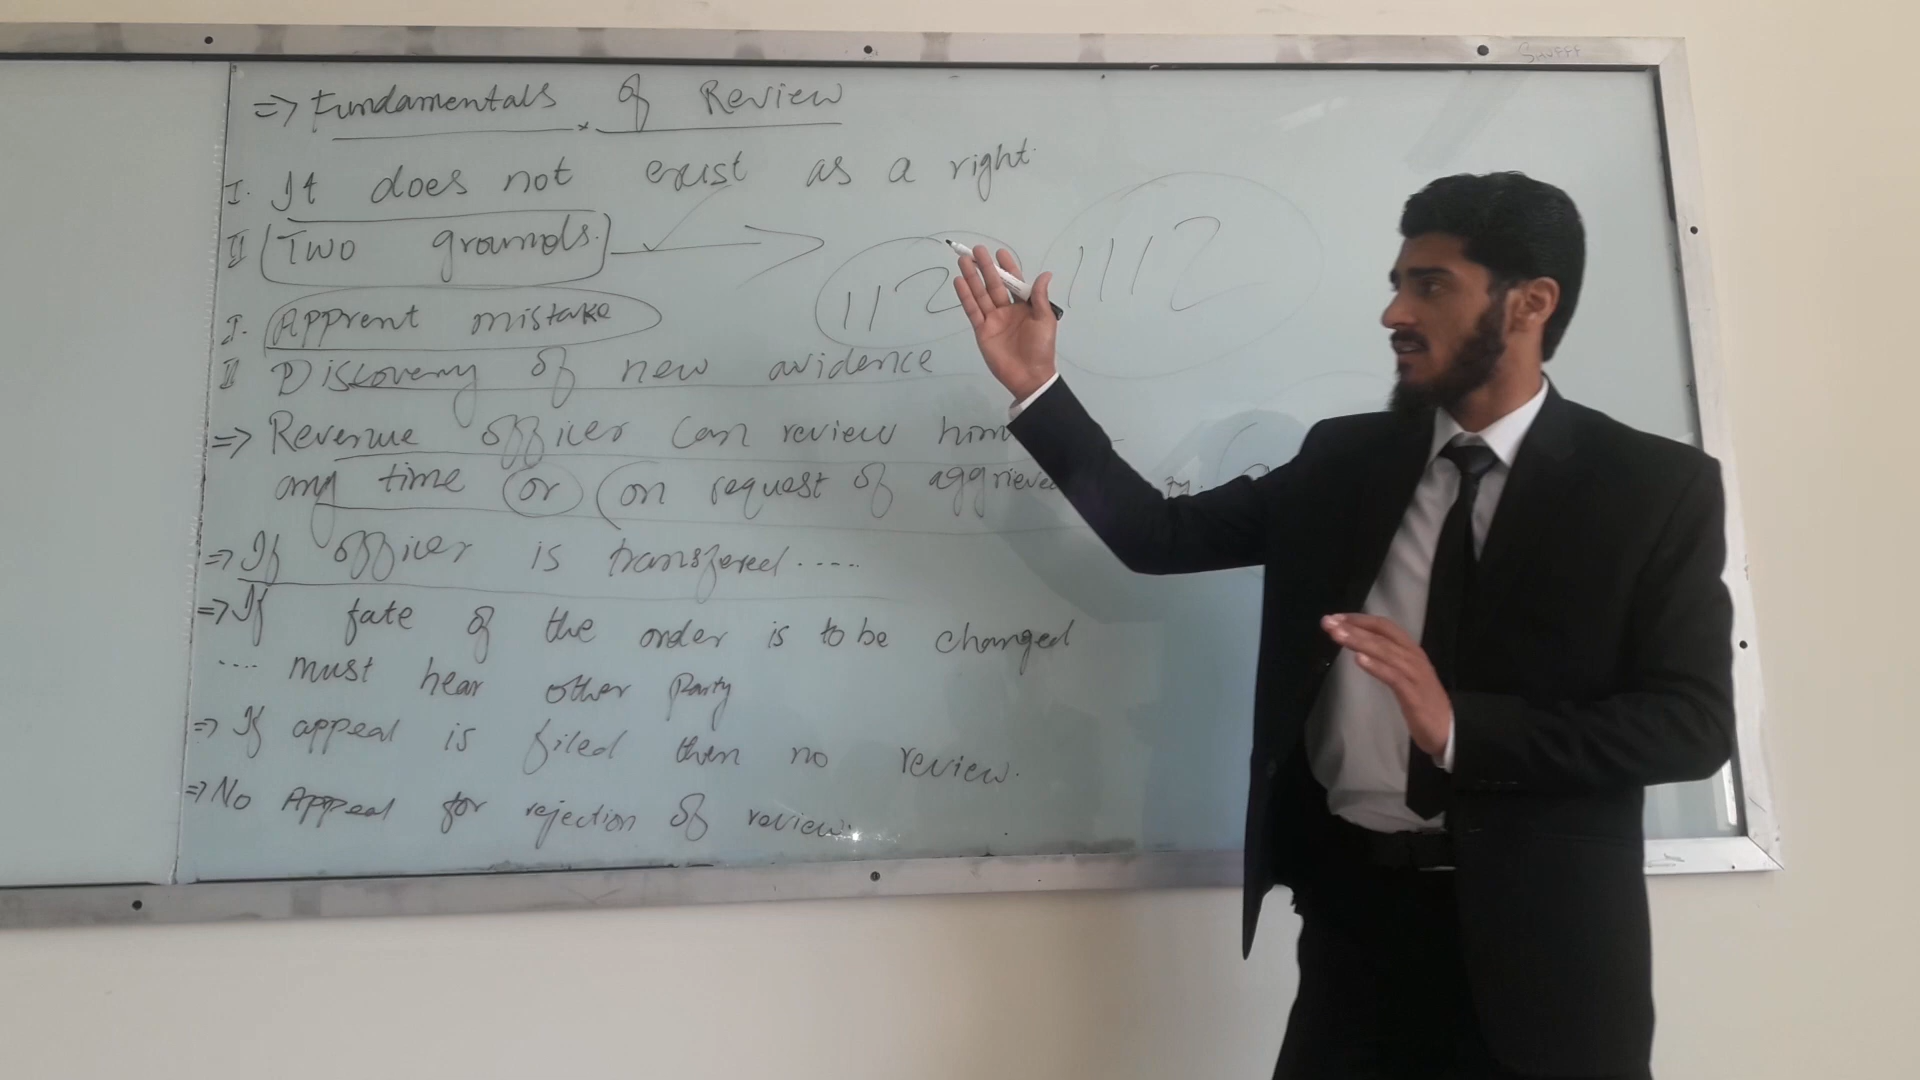 => Fundamentals of Review
I. It does not exist as a right.
II Two grounds.
112 1112
I. Apprent mistake
II Discovery of new avidence
=> Revenue officer can review
any time or on request of aggrieved
=> If officer is transfered.....
=> If fate of the order is to be changed
.... must hear other Party
=> If appeal is filed then no review.
=> No Appeal for rejection of review.